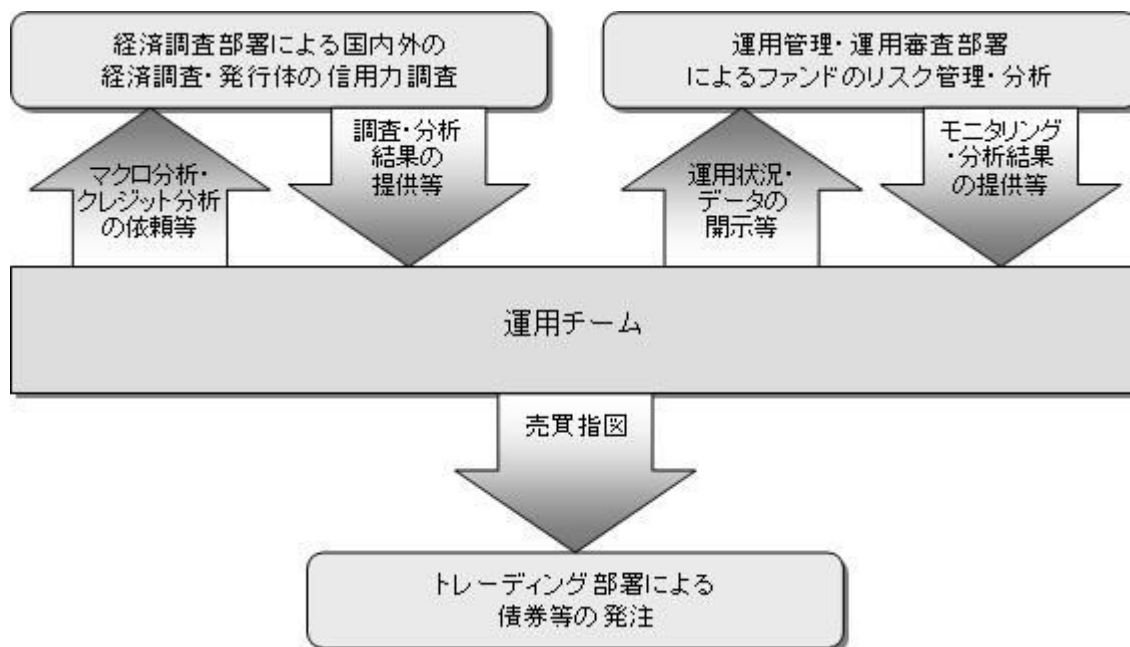 経済調査部署による国内外の
経済調査・発行体の信用力調査
運用管理・運用審査部署
によるファンドのリスク管理・分析
マクロ分析・
クレジット分析
の依頼等
調査・分析
結果の
提供等
運用状況・
データの
開示等
モニタリング
・分析結果
の提供等
運用チーム
売買指図
トレーディング部署による
債券等の発注